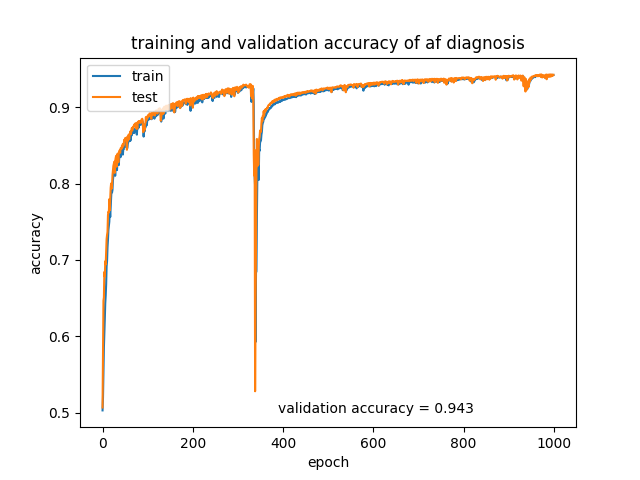 training and validation accuracy of af diagnosis
train
test
0.9
0.8
0.7
0.6
0.5
accuracy
validation accuracy = 0.943
0
200
400
600
800
1000
epoch